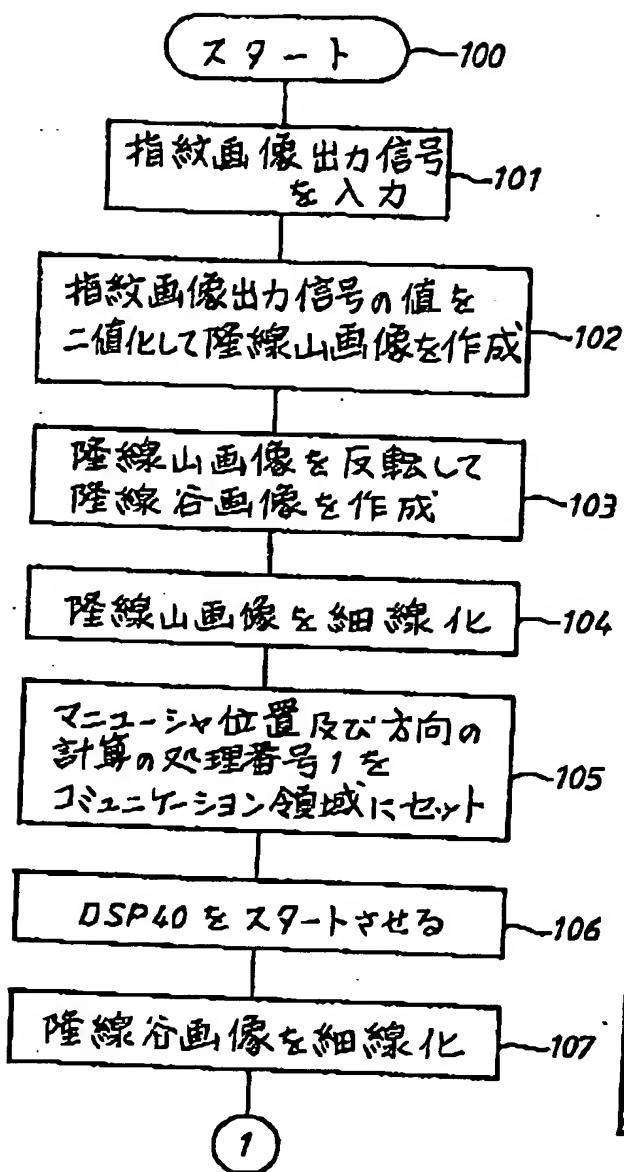 スタート
100
指紋画像出力信号
を入力
101
指紋画像出力信号の値を
二値化して隆線山画像を作成
102
隆線山画像を反転して
隆線谷画像を作成
103
隆線山画像を細線化
104
マニューシャ位置及び方向の
計算の処理番号1を
コミュニケーション領域にセット
105
DSP40をスタートさせる
106
隆線谷画像を細線化
107
1